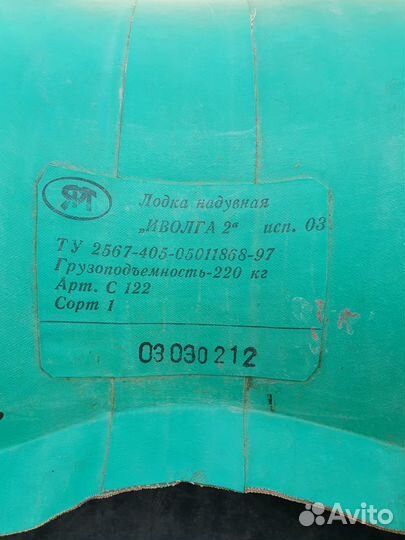 Лодка надувная
„ИВОЛГА 2“ исп. 03
ТУ 2567-405-05011868-97
Грузоподъемность-220 кг
Арт. С 122
Сорт 1
03 030 212
Avito